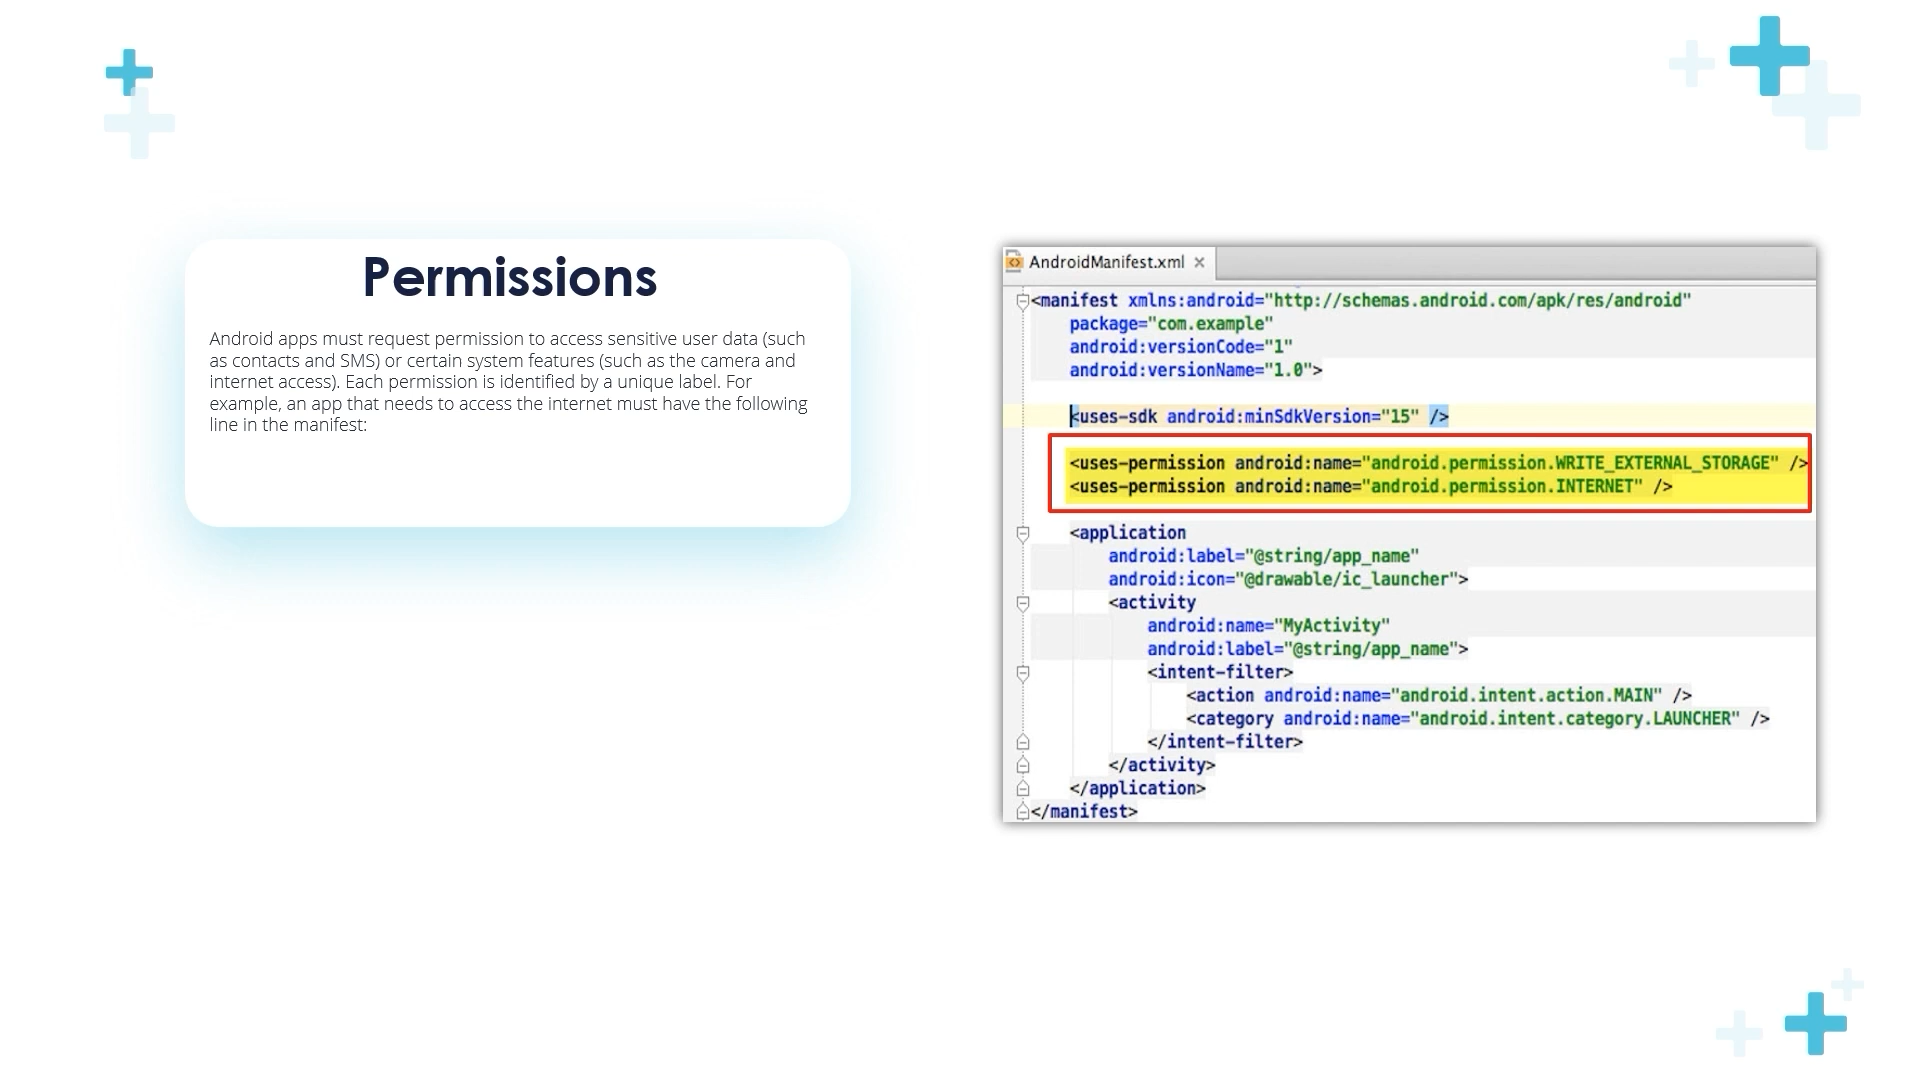 Permissions
Android apps must request permission to access sensitive user data (such
as contacts and SMS) or certain system features (such as the camera and
internet access). Each permission is identified by a unique label. For
example, an app that needs to access the internet must have the following
line in the manifest:
AndroidManifest.xml
<manifest xmlns:android="http://schemas.android.com/apk/res/android"
package="com.example"
android:versionCode="1"
android:versionName="1.0">
<uses-sdk android:minSdkVersion="15" />
<uses-permission android:name="android.permission.WRITE_EXTERNAL_STORAGE" />
<uses-permission android:name="android.permission.INTERNET" />
<application
android:label="@string/app_name"
android:icon="@drawable/ic_launcher">
<activity
android:name="MyActivity"
android:label="@string/app_name">
<intent-filter>
<action android:name="android.intent.action.MAIN" />
<category android:name="android.intent.category.LAUNCHER" />
</intent-filter>
</activity>
</application>
</manifest>